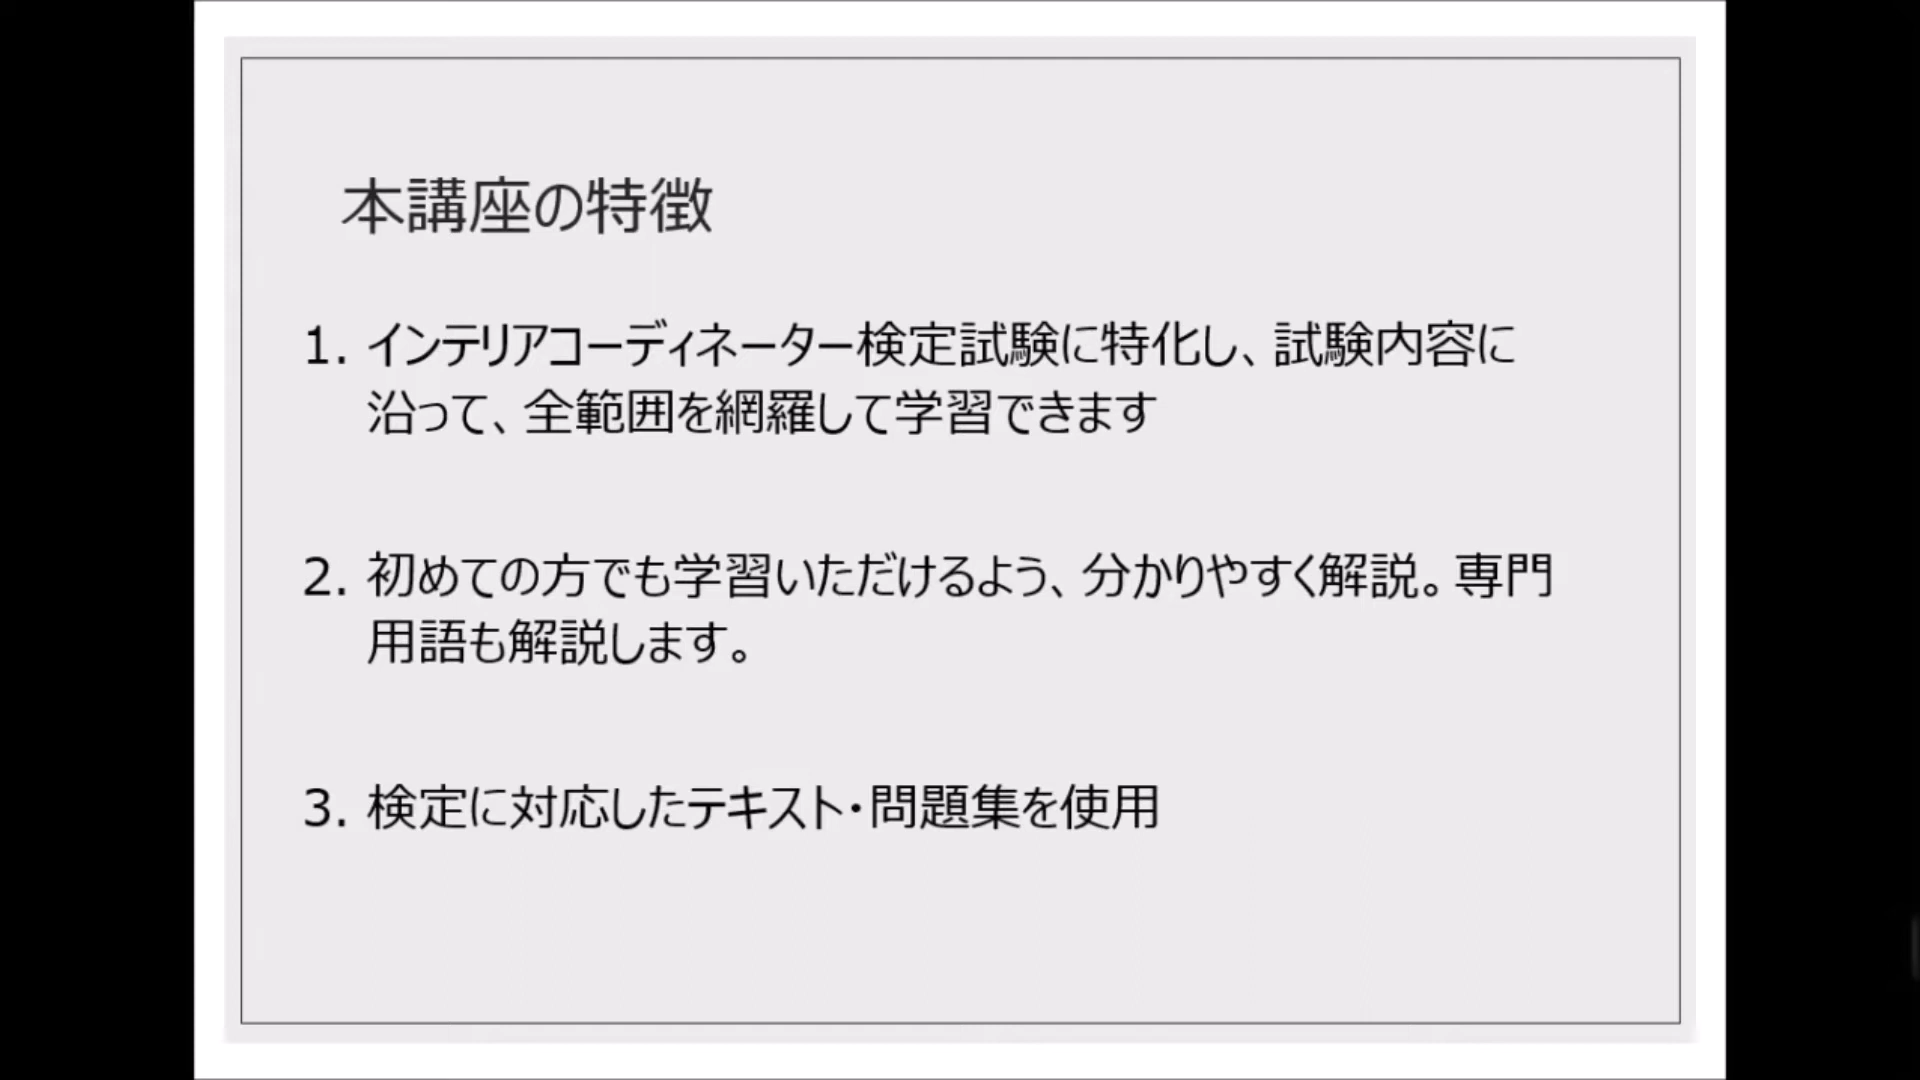 本講座の特徴
1. インテリアコーディネーター検定試験に特化し、試験内容に
沿って、全範囲を網羅して学習できます
2. 初めての方でも学習いただけるよう、分かりやすく解説。専門
用語も解説します。
3. 検定に対応したテキスト・問題集を使用